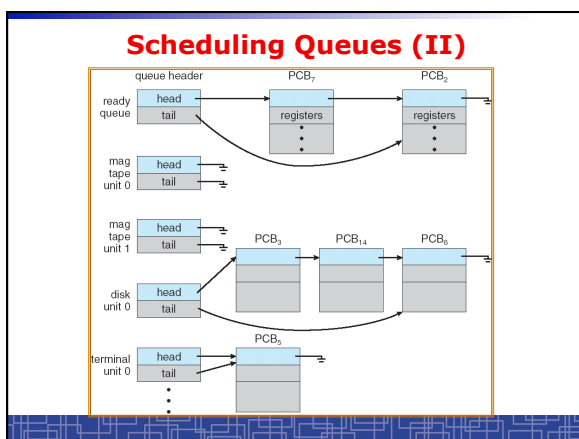 Scheduling Queues (II)
queue header PCB₇ PCB₂
ready queue
head
tail
registers
registers
mag tape unit 0
head
tail
mag tape unit 1
head
tail
PCB₃ PCB₁₄ PCB₆
disk unit 0
head
tail
PCB₅
terminal unit 0
head
tail